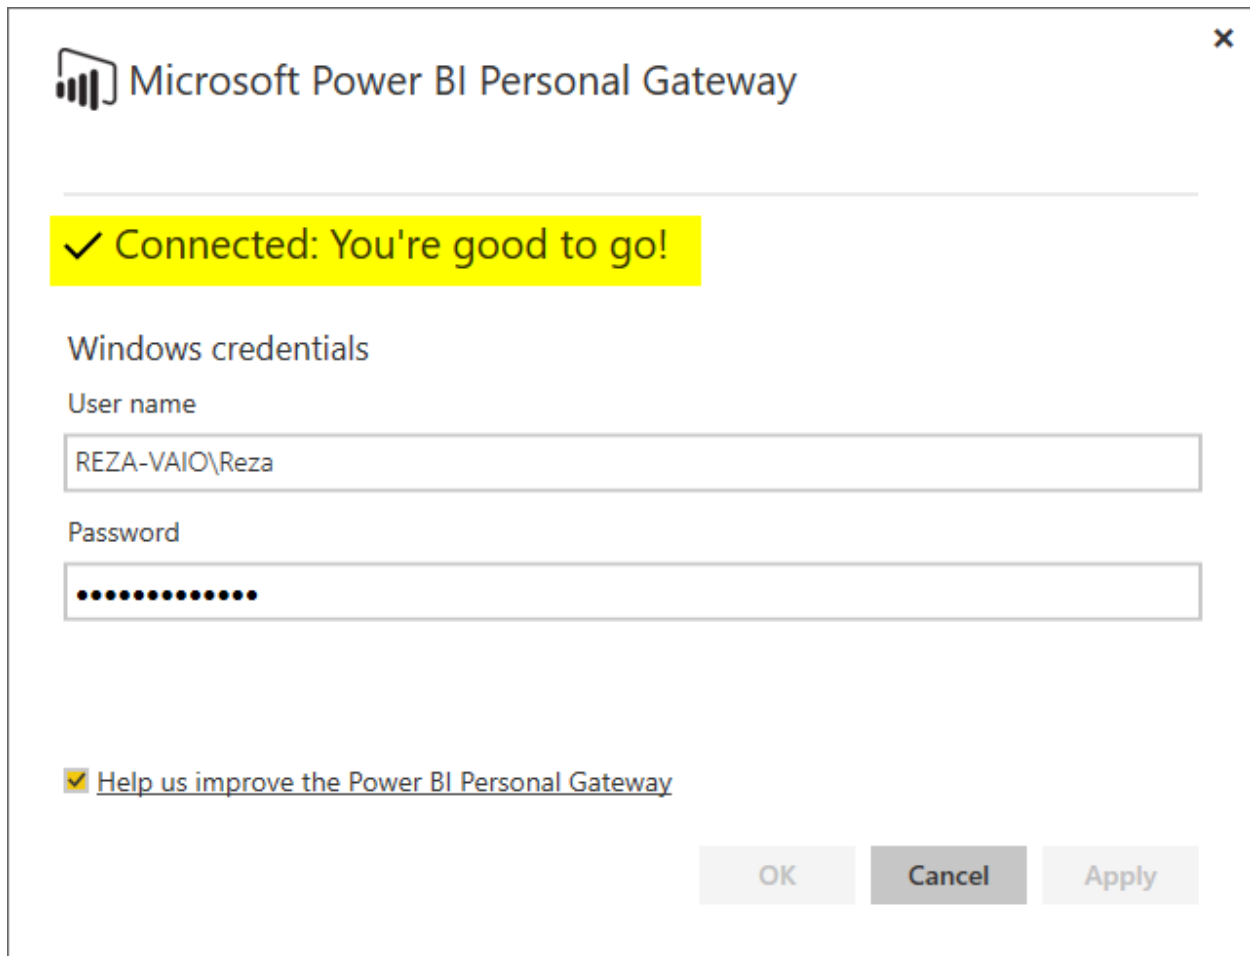 Microsoft Power BI Personal Gateway
Connected: You're good to go!
Windows credentials
User name
REZA-VAIO\Reza
Password
•••••••••••••
Help us improve the Power BI Personal Gateway
OK Cancel Apply